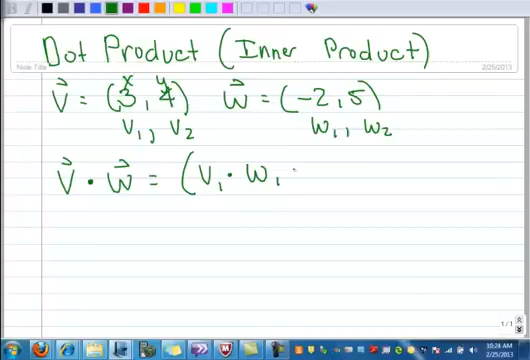 Dot Product (Inner Product)
Note Title
2/25/2013
x y
v⃗ = (3, 4) w⃗ = (-2, 5)
v₁, v₂ w₁, w₂
v⃗ · w⃗ = (v₁ · w₁
1/1
10:24 AM
2/25/2013